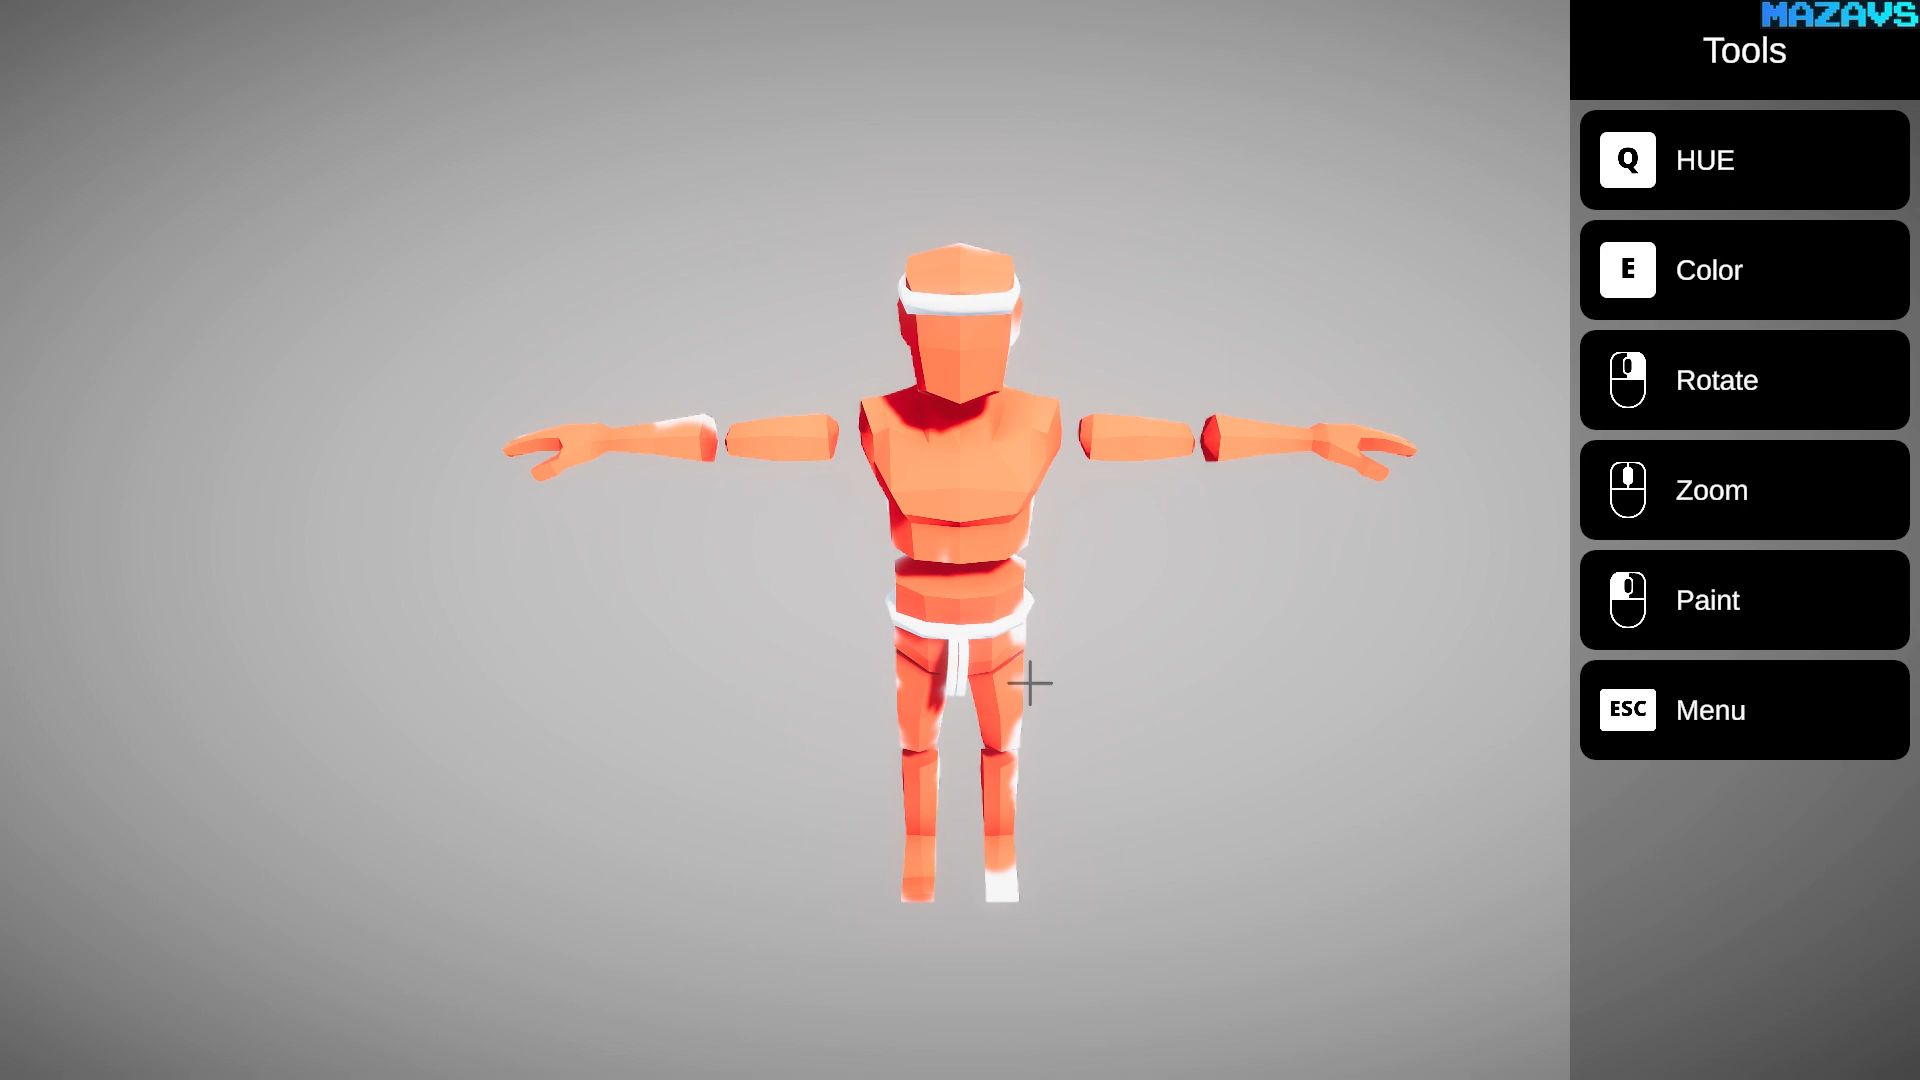 MAZAVS
Tools
Q HUE
E Color
Rotate
Zoom
Paint
ESC Menu